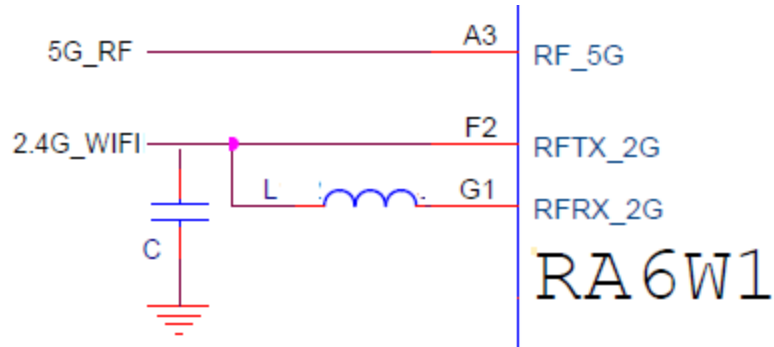 5G_RF A3 RF_5G
2.4G_WIFI F2 RFTX_2G
L G1 RFRX_2G
C
RA6W1